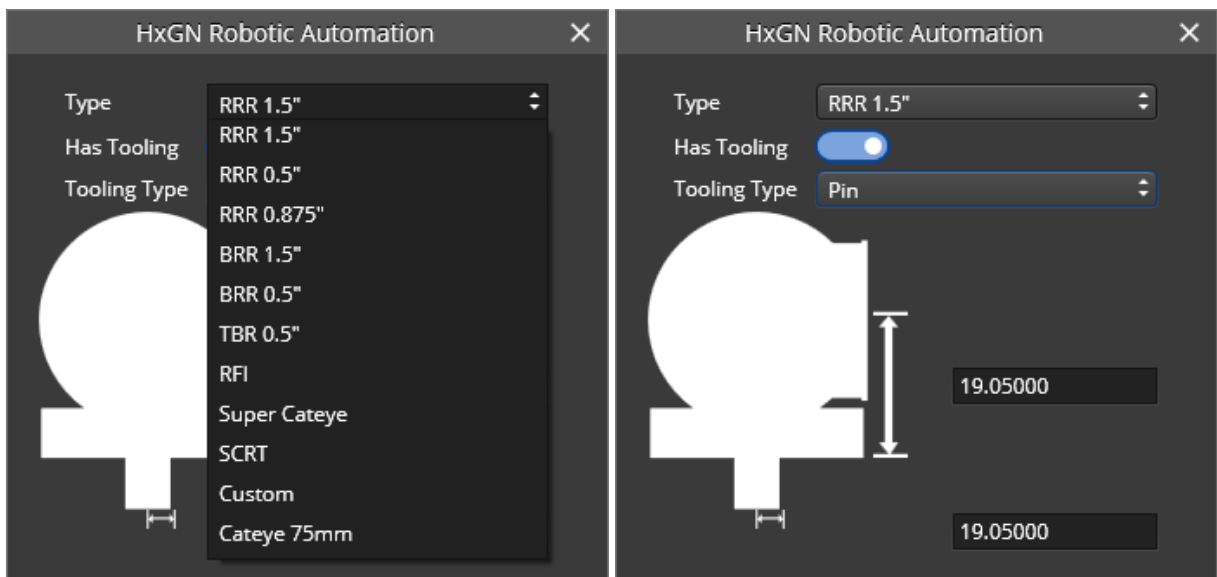 HxGN Robotic Automation ×
Type RRR 1.5"
RRR 1.5"
Has Tooling
RRR 0.5"
Tooling Type
RRR 0.875"
BRR 1.5"
BRR 0.5"
TBR 0.5"
RFI
Super Cateye
SCRT
Custom
Cateye 75mm
HxGN Robotic Automation ×
Type RRR 1.5"
Has Tooling
Tooling Type Pin
19.05000
19.05000